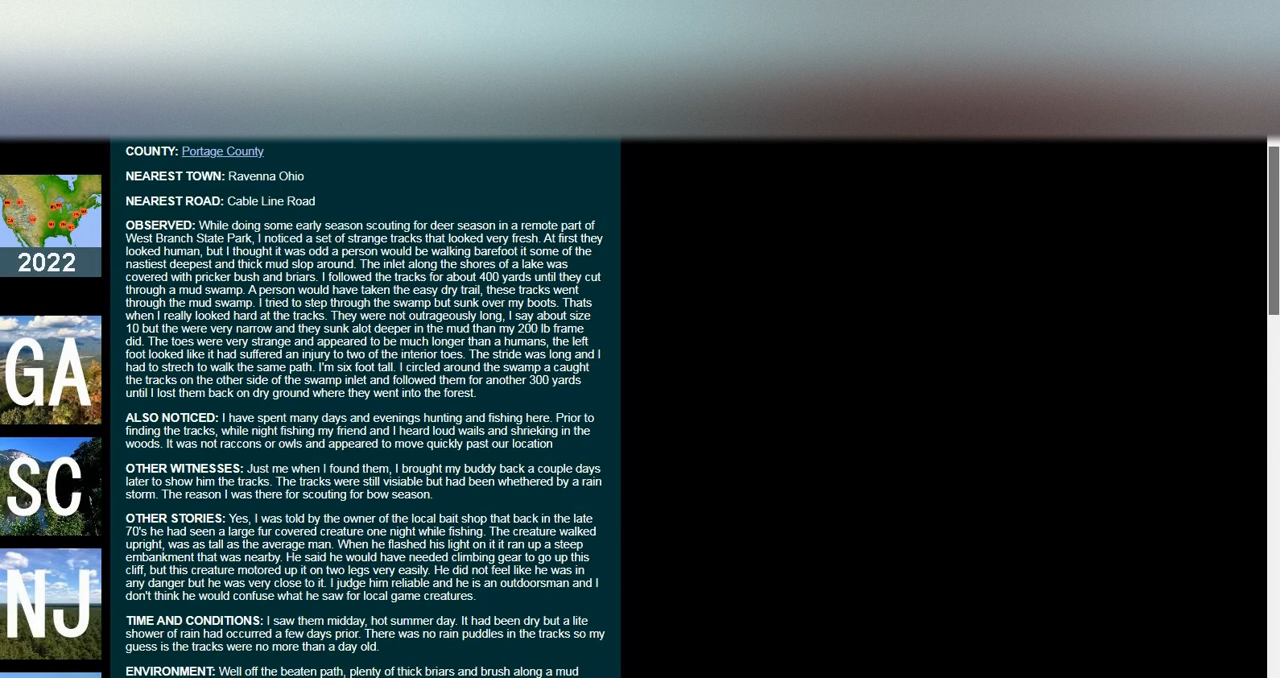 COUNTY: Portage County
NEAREST TOWN: Ravenna Ohio
NEAREST ROAD: Cable Line Road
OBSERVED: While doing some early season scouting for deer season in a remote part of
West Branch State Park, I noticed a set of strange tracks that looked very fresh. At first they
looked human, but I thought it was odd a person would be walking barefoot it some of the
nastiest deepest and thick mud slop around. The inlet along the shores of a lake was
covered with pricker bush and briars. I followed the tracks for about 400 yards until they cut
through a mud swamp. A person would have taken the easy dry trail, these tracks went
through the mud swamp. I tried to step through the swamp but sunk over my boots. Thats
when I really looked hard at the tracks. They were not outrageously long, I say about size
10 but the were very narrow and they sunk alot deeper in the mud than my 200 lb frame
did. The toes were very strange and appeared to be much longer than a humans, the left
foot looked like it had suffered an injury to two of the interior toes. The stride was long and I
had to strech to walk the same path. I'm six foot tall. I circled around the swamp a caught
the tracks on the other side of the swamp inlet and followed them for another 300 yards
until I lost them back on dry ground where they went into the forest.
ALSO NOTICED: I have spent many days and evenings hunting and fishing here. Prior to
finding the tracks, while night fishing my friend and I heard loud wails and shrieking in the
woods. It was not raccons or owls and appeared to move quickly past our location
OTHER WITNESSES: Just me when I found them, I brought my buddy back a couple days
later to show him the tracks. The tracks were still visiable but had been whethered by a rain
storm. The reason I was there for scouting for bow season.
OTHER STORIES: Yes, I was told by the owner of the local bait shop that back in the late
70's he had seen a large fur covered creature one night while fishing. The creature walked
upright, was as tall as the average man. When he flashed his light on it it ran up a steep
embankment that was nearby. He said he would have needed climbing gear to go up this
cliff, but this creature motored up it on two legs very easily. He did not feel like he was in
any danger but he was very close to it. I judge him reliable and he is an outdoorsman and I
don't think he would confuse what he saw for local game creatures.
TIME AND CONDITIONS: I saw them midday, hot summer day. It had been dry but a lite
shower of rain had occurred a few days prior. There was no rain puddles in the tracks so my
guess is the tracks were no more than a day old.
ENVIRONMENT: Well off the beaten path, plenty of thick briars and brush along a mud
2022
GA
SC
NJ